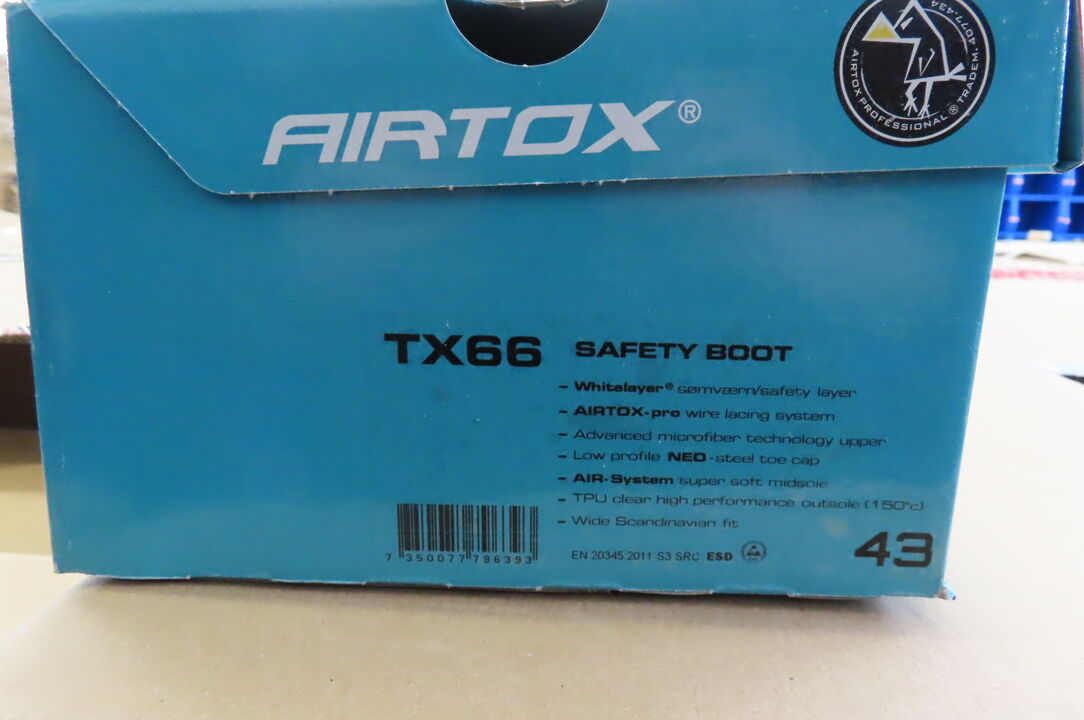 AIRTOX®
AIRTOX PROFESSIONAL ® TRADEM. 4077.434
TX66 SAFETY BOOT
- Whitelayer® sømværn/safety layer
- AIRTOX-pro wire lacing system
- Advanced microfiber technology upper
- Low profile NEO-steel toe cap
- AIR-System super soft midsole
- TPU clear high performance outsole (150°c)
- Wide Scandinavian fit
EN 20345:2011 S3 SRC ESD
43
7 350077 796393